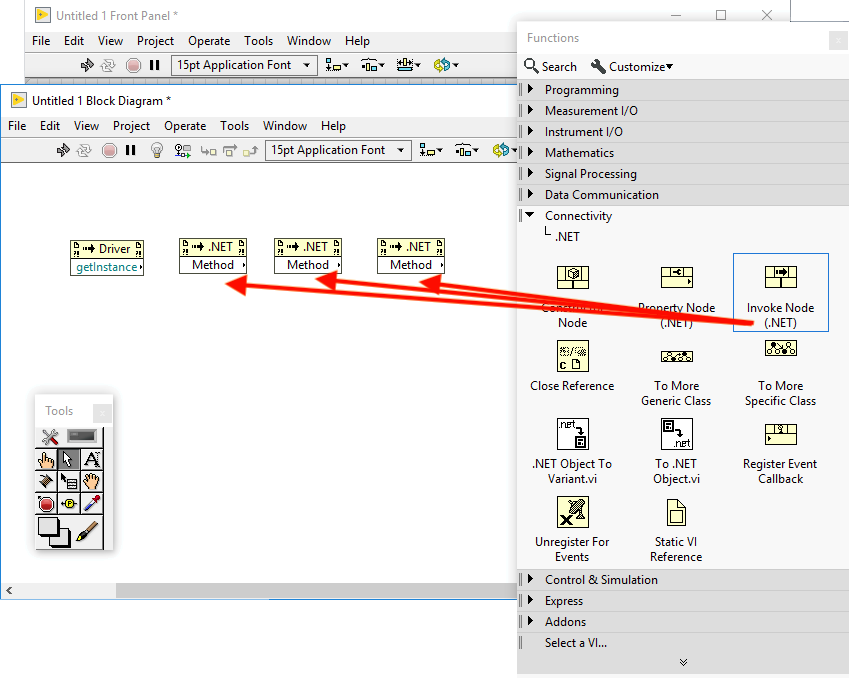 Untitled 1 Front Panel *
File Edit View Project Operate Tools Window Help
15pt Application Font
Untitled 1 Block Diagram *
File Edit View Project Operate Tools Window Help
15pt Application Font
Driver
getInstance
.NET
Method
.NET
Method
.NET
Method
Tools
Functions
Search Customize
Programming
Measurement I/O
Instrument I/O
Mathematics
Signal Processing
Data Communication
Connectivity
.NET
Node
Property Node
(.NET)
Invoke Node
(.NET)
Close Reference
To More
Generic Class
To More
Specific Class
.net
.NET Object To
Variant.vi
.net
To .NET
Object.vi
Register Event
Callback
Unregister For
Events
Static VI
Reference
Control & Simulation
Express
Addons
Select a VI...